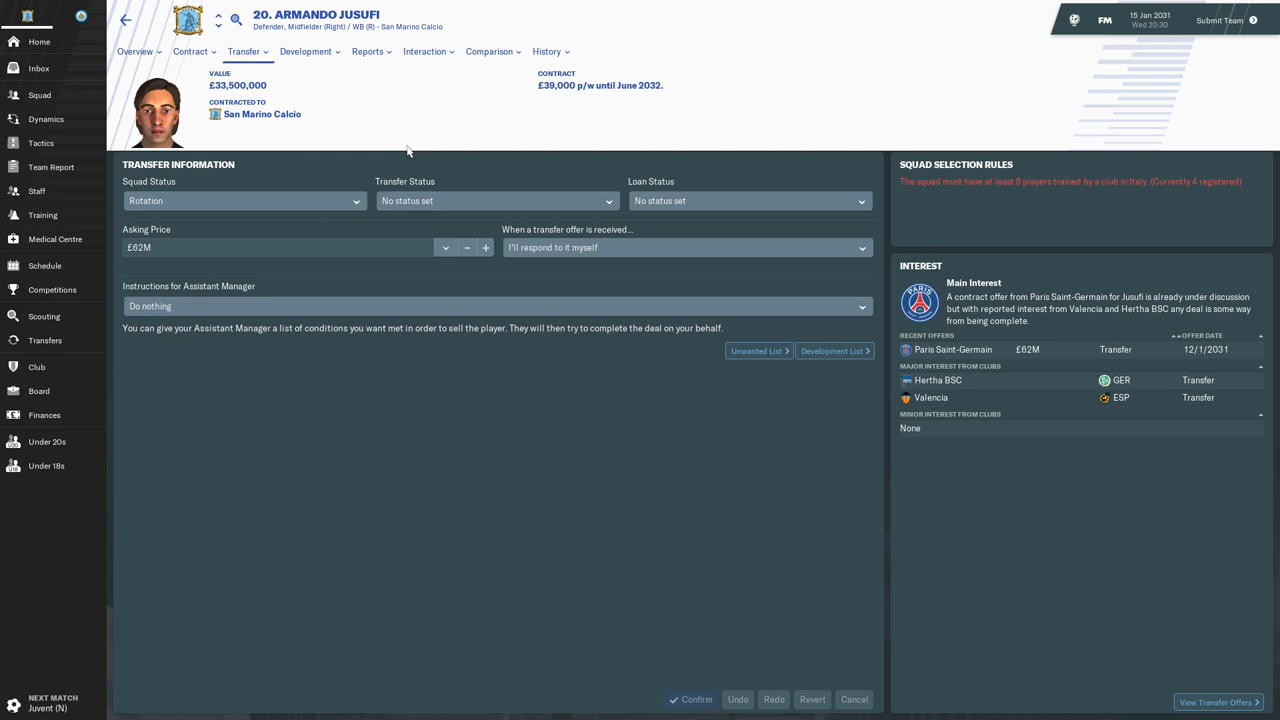 20. ARMANDO JUSUFI
Defender, Midfielder (Right) / WB (R) - San Marino Calcio
15 Jan 2031
Wed 20:30
FM
Submit Team
Overview
Contract
Transfer
Development
Reports
Interaction
Comparison
History
Home
Inbox
Squad
Dynamics
Tactics
Team Report
Staff
Training
Medical Centre
Schedule
Competitions
Scouting
Transfers
Club
Board
Finances
Under 20s
Under 18s
NEXT MATCH
Juvent (N)
VALUE
£33,500,000
CONTRACTED TO
San Marino Calcio
CONTRACT
£39,000 p/w until June 2032.
TRANSFER INFORMATION
Squad Status
Transfer Status
Loan Status
Rotation
No status set
No status set
Asking Price
When a transfer offer is received...
£62M
I'll respond to it myself
Instructions for Assistant Manager
Do nothing
You can give your Assistant Manager a list of conditions you want met in order to sell the player. They will then try to complete the deal on your behalf.
Unwanted List
Development List
Confirm
Undo
Redo
Revert
Cancel
SQUAD SELECTION RULES
The squad must have at least 8 players trained by a club in Italy. (Currently 4 registered)
INTEREST
PARIS
Main Interest
A contract offer from Paris Saint-Germain for Jusufi is already under discussion
but with reported interest from Valencia and Hertha BSC any deal is some way
from being complete.
RECENT OFFERS
OFFER DATE
Paris Saint-Germain £62M Transfer 12/1/2031
MAJOR INTEREST FROM CLUBS
Hertha BSC GER Transfer
Valencia ESP Transfer
MINOR INTEREST FROM CLUBS
None
View Transfer Offers